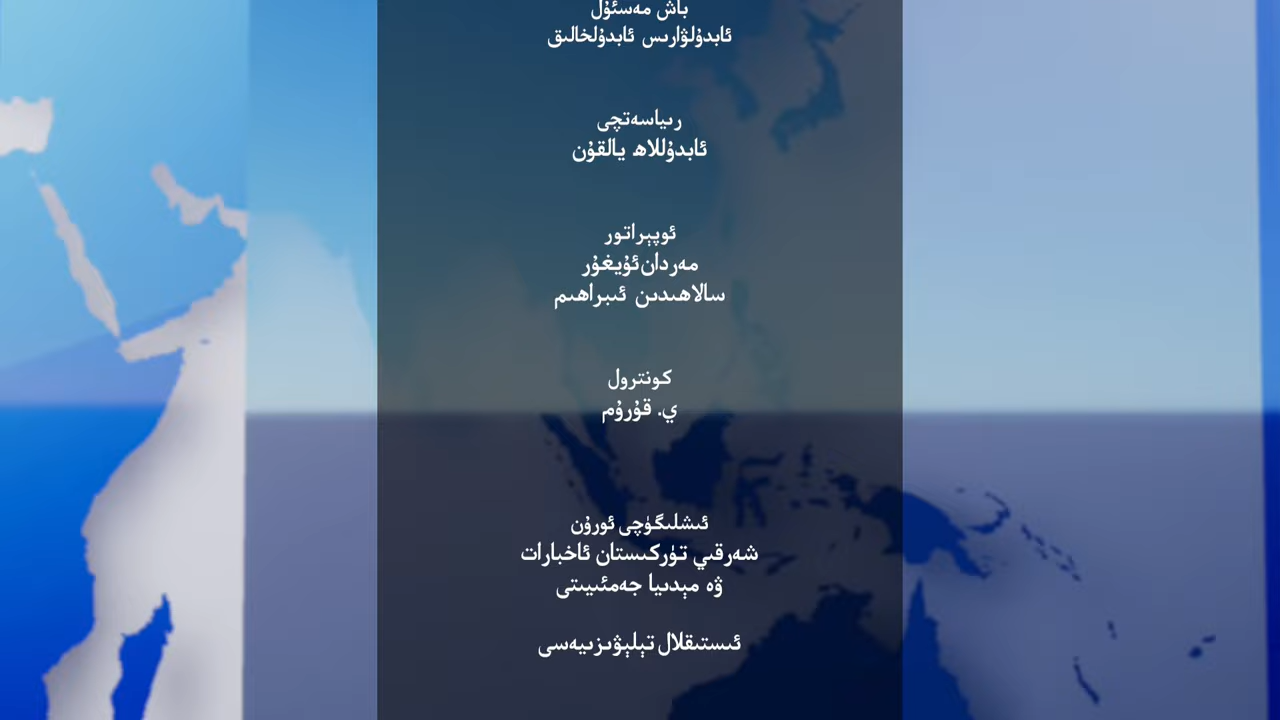 باش مەسئۇل
ئابدۇلۋارىس ئابدۇلخالىق
رىياسەتچى
ئابدۇللاھ يالقۇن
ئوپېراتور
مەردان ئۇيغۇر
سالاھىدىن ئىبراھىم
كونترول
ي. قۇرۇم
ئىشلىگۈچى ئورۇن
شەرقىي تۈركىستان ئاخبارات
ۋە مېدىيا جەمئىيىتى
ئىستىقلال تېلېۋىزىيەسى